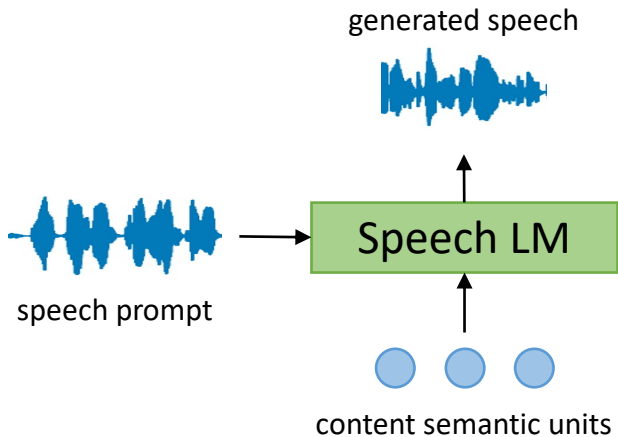 generated speech
Speech LM
speech prompt
content semantic units